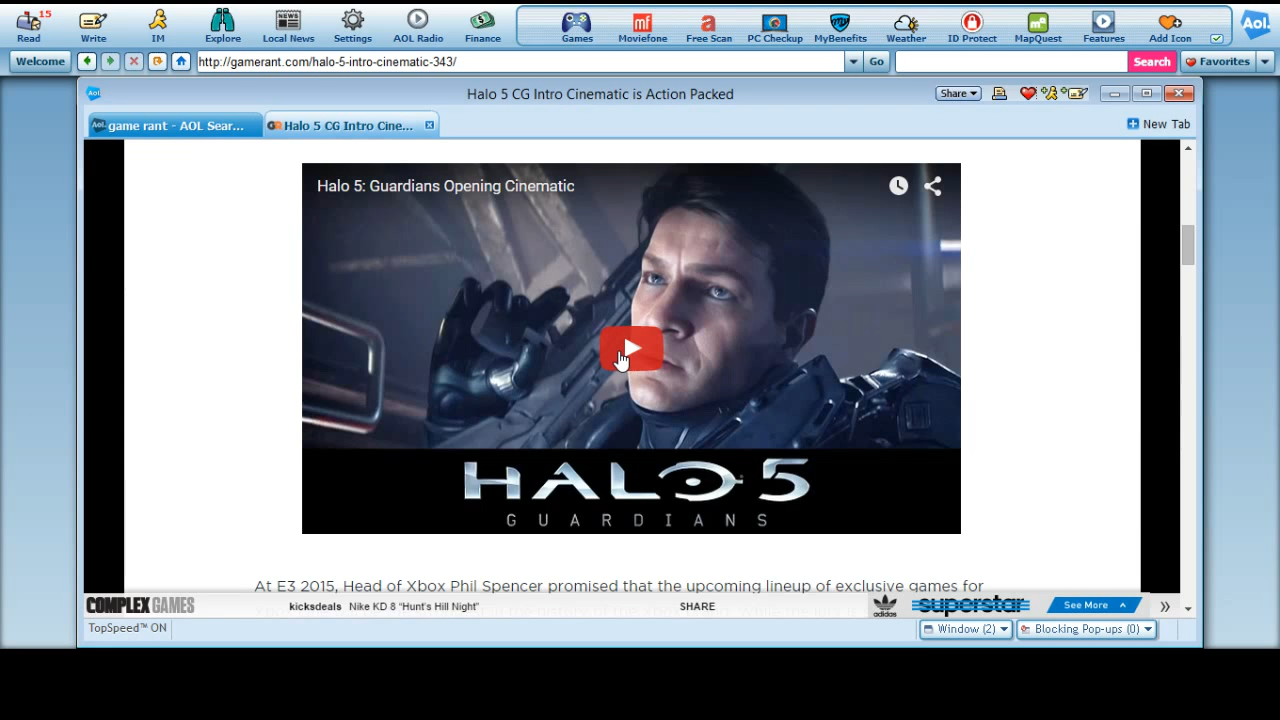 15
Read Write IM Explore Local News Settings AOL Radio Finance Games Moviefone Free Scan PC Checkup MyBenefits Weather ID Protect MapQuest Features Add Icon Aol.
Welcome http://gamerant.com/halo-5-intro-cinematic-343/ Go Search Favorites
Aol Halo 5 CG Intro Cinematic is Action Packed Share
Aol. game rant - AOL Sear... Halo 5 CG Intro Cine... New Tab
Halo 5: Guardians Opening Cinematic
HALO 5
GUARDIANS
At E3 2015, Head of Xbox Phil Spencer promised that the upcoming lineup of exclusive games for
COMPLEX GAMES kicksdeals Nike KD 8 “Hunt's Hill Night” SHARE adidas superstar See More
TopSpeed™ ON Window (2) Blocking Pop-ups (0)